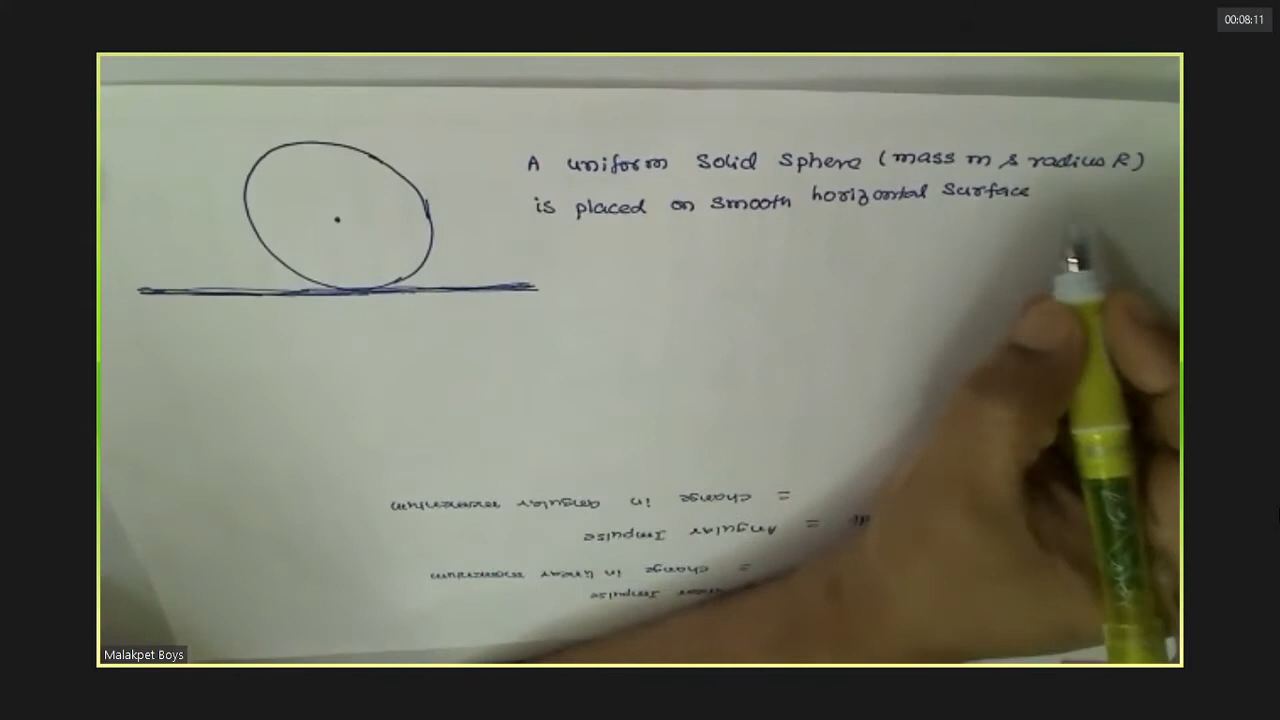 00:08:11
A uniform Solid Sphere (mass m & radius R)
is placed on smooth horizontal Surface
= change in angular momentum
= Angular Impulse
= change in linear momentum
Impulse
Malakpet Boys